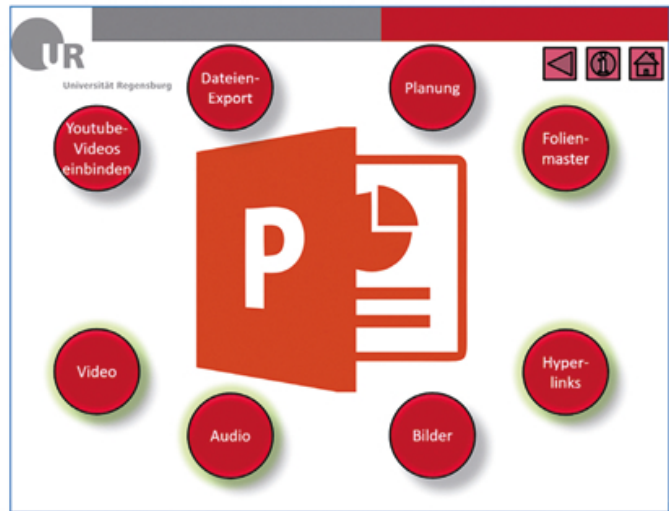 UR
Universität Regensburg
Dateien-
Export
Planung
Youtube-
Videos
einbinden
Folien-
master
P
Video
Hyper-
links
Audio
Bilder